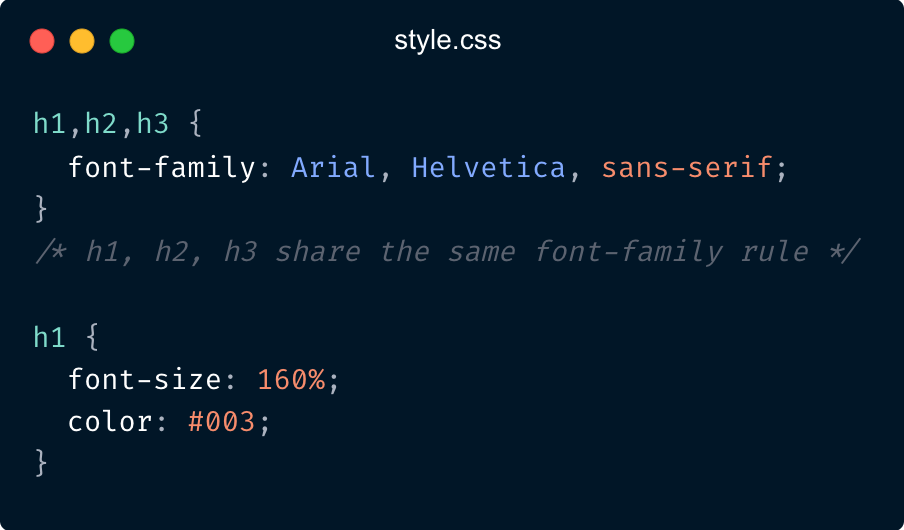 style.css
h1,h2,h3 {
  font-family: Arial, Helvetica, sans-serif;
}
/* h1, h2, h3 share the same font-family rule */
h1 {
  font-size: 160%;
  color: #003;
}